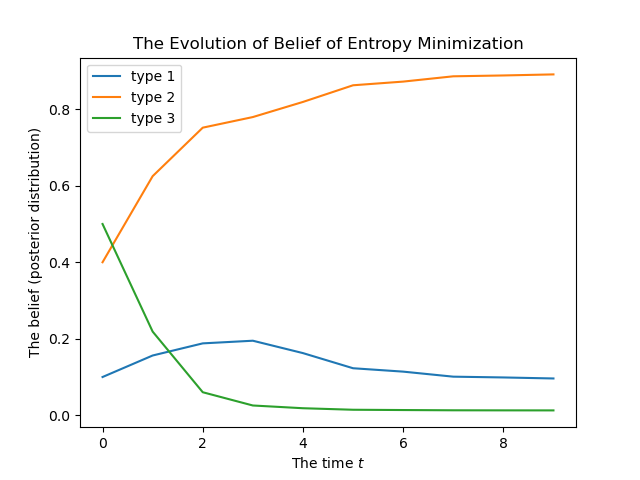 The Evolution of Belief of Entropy Minimization
type 1
type 2
type 3
The belief (posterior distribution)
0.8
0.6
0.4
0.2
0.0
0 2 4 6 8
The time t